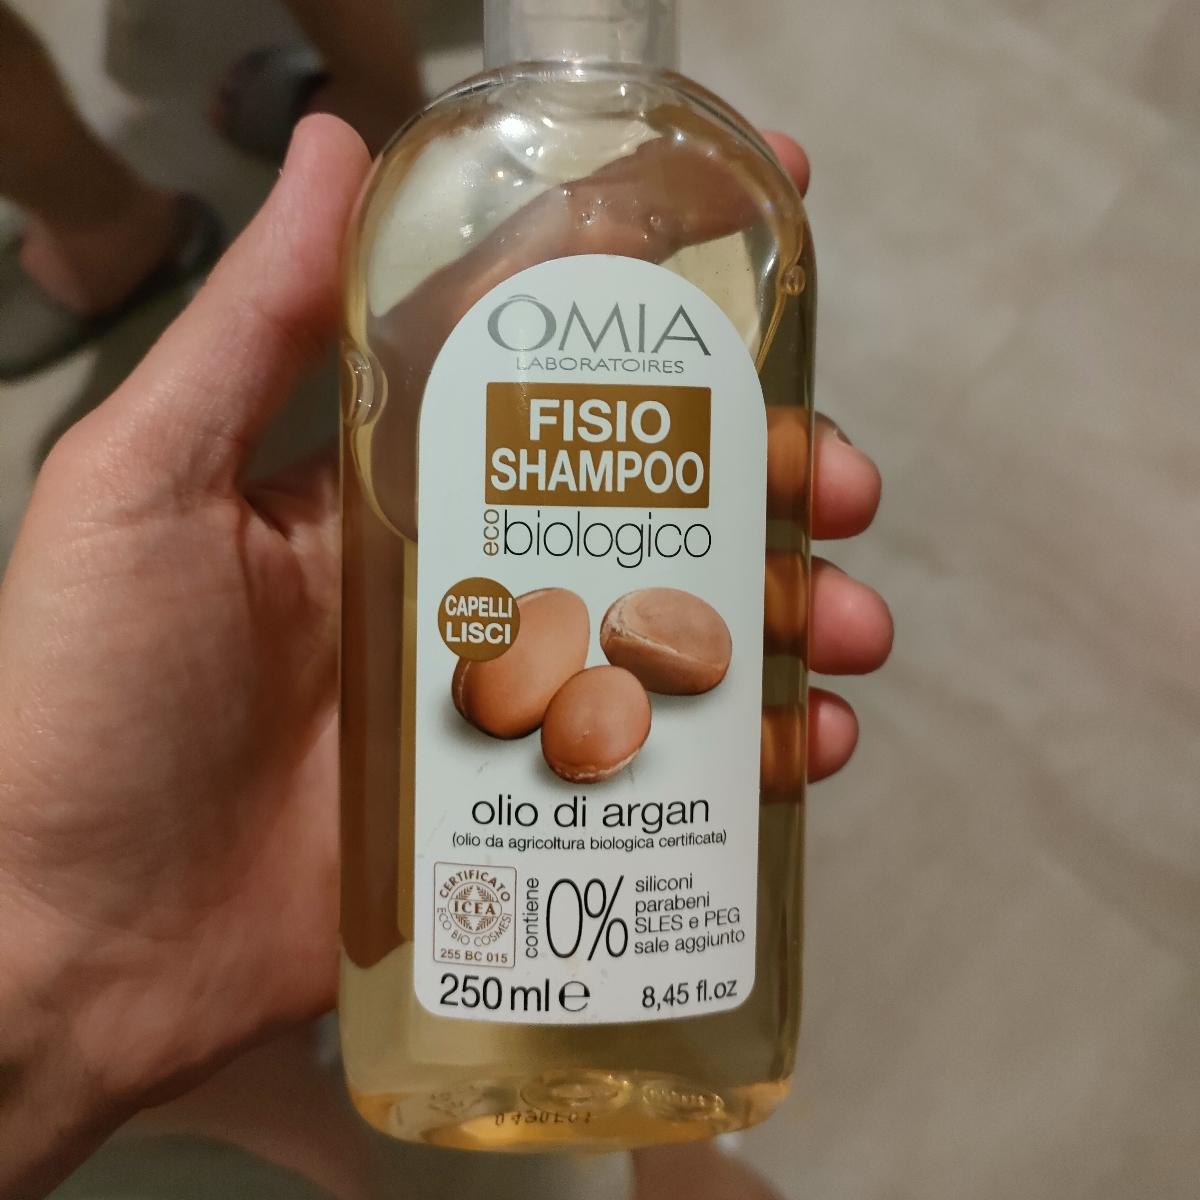 ÔMIA
LABORATOIRES
FISIO
SHAMPOO
eco biologico
CAPELLI
LISCI
olio di argan
(olio da agricoltura biologica certificata)
CERTIFICATO
ICEA
ECO BIO COSMESI
255 BC 015
contiene
0%
siliconi
parabeni
SLES e PEG
sale aggiunto
250 ml ℮
8,45 fl.oz